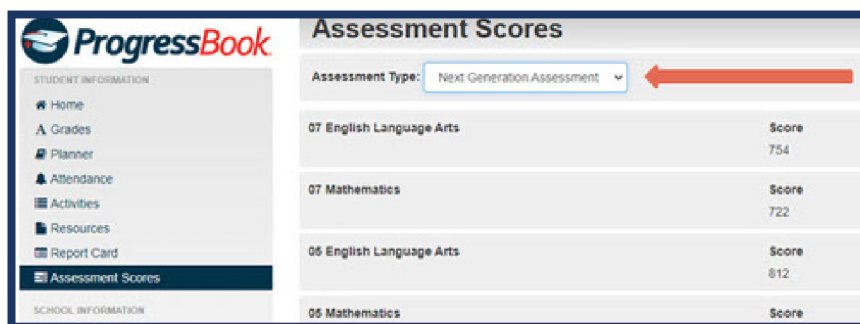 ProgressBook
STUDENT INFORMATION
Home
Grades
Planner
Attendance
Activities
Resources
Report Card
Assessment Scores
SCHOOL INFORMATION
Assessment Scores
Assessment Type: Next Generation Assessment
07 English Language Arts Score
754
07 Mathematics Score
722
05 English Language Arts Score
812
05 Mathematics Score